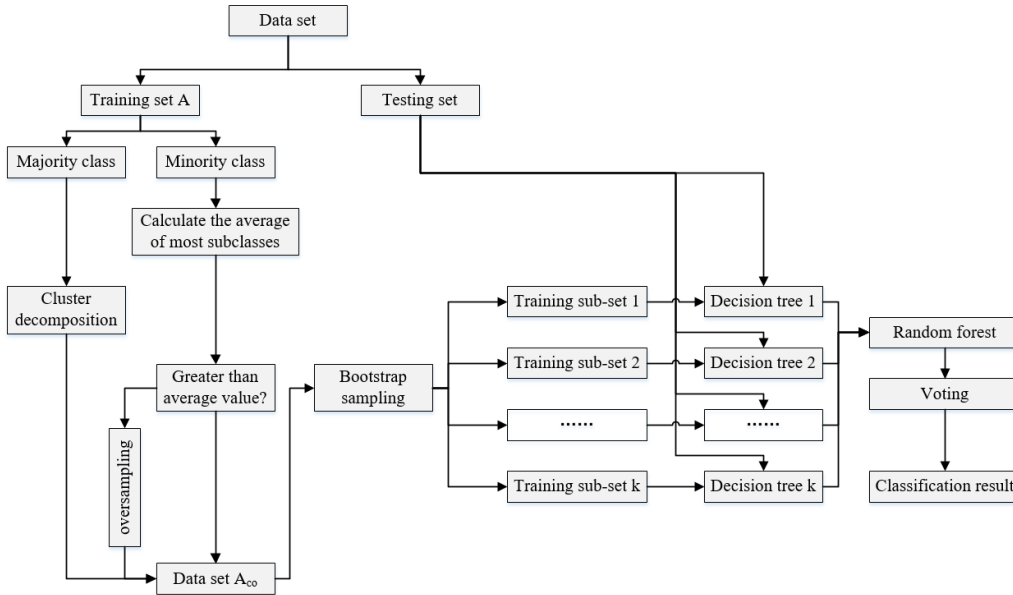 Data set
Training set A
Testing set
Majority class
Minority class
Calculate the average
of most subclasses
Cluster
decomposition
Training sub-set 1
Decision tree 1
Random forest
Training sub-set 2
Decision tree 2
Greater than
average value?
Bootstrap
sampling
Voting
······
······
oversampling
Training sub-set k
Decision tree k
Classification result
Data set Aco